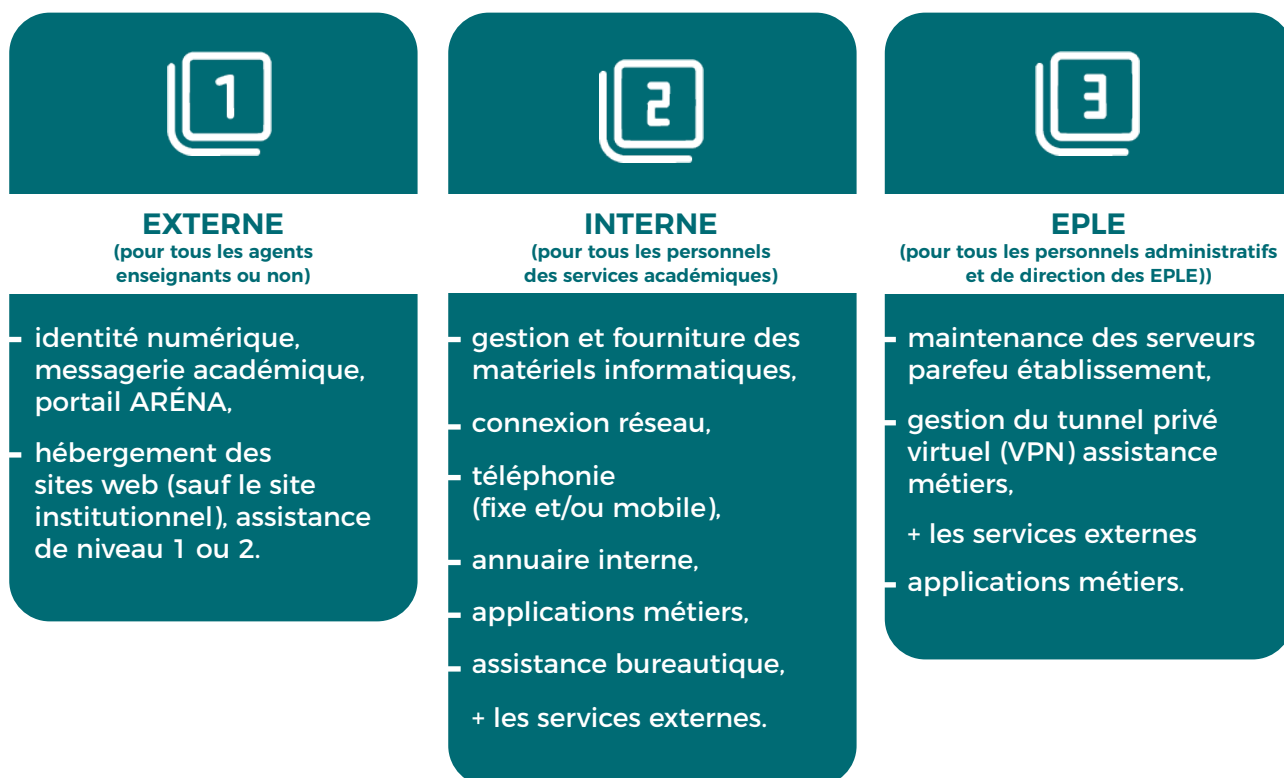 1
EXTERNE
(pour tous les agents
enseignants ou non)
identité numérique,
messagerie académique,
portail ARÉNA,
hébergement des
sites web (sauf le site
institutionnel), assistance
de niveau 1 ou 2.
2
INTERNE
(pour tous les personnels
des services académiques)
gestion et fourniture des
matériels informatiques,
connexion réseau,
téléphonie
(fixe et/ou mobile),
annuaire interne,
applications métiers,
assistance bureautique,
+ les services externes.
3
EPLE
(pour tous les personnels administratifs
et de direction des EPLE))
maintenance des serveurs
parefeu établissement,
gestion du tunnel privé
virtuel (VPN) assistance
métiers,
+ les services externes
applications métiers.